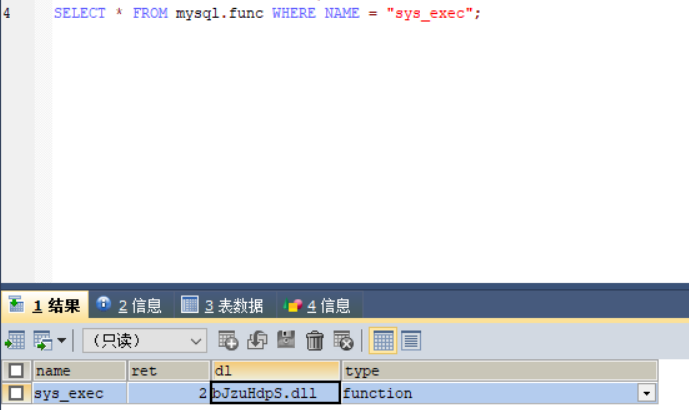 4 SELECT * FROM mysql.func WHERE NAME = "sys_exec";
1 结果 2 信息 3 表数据 4 信息
（只读）
name ret dl type
sys_exec 2 bJzuHdpS.dll function